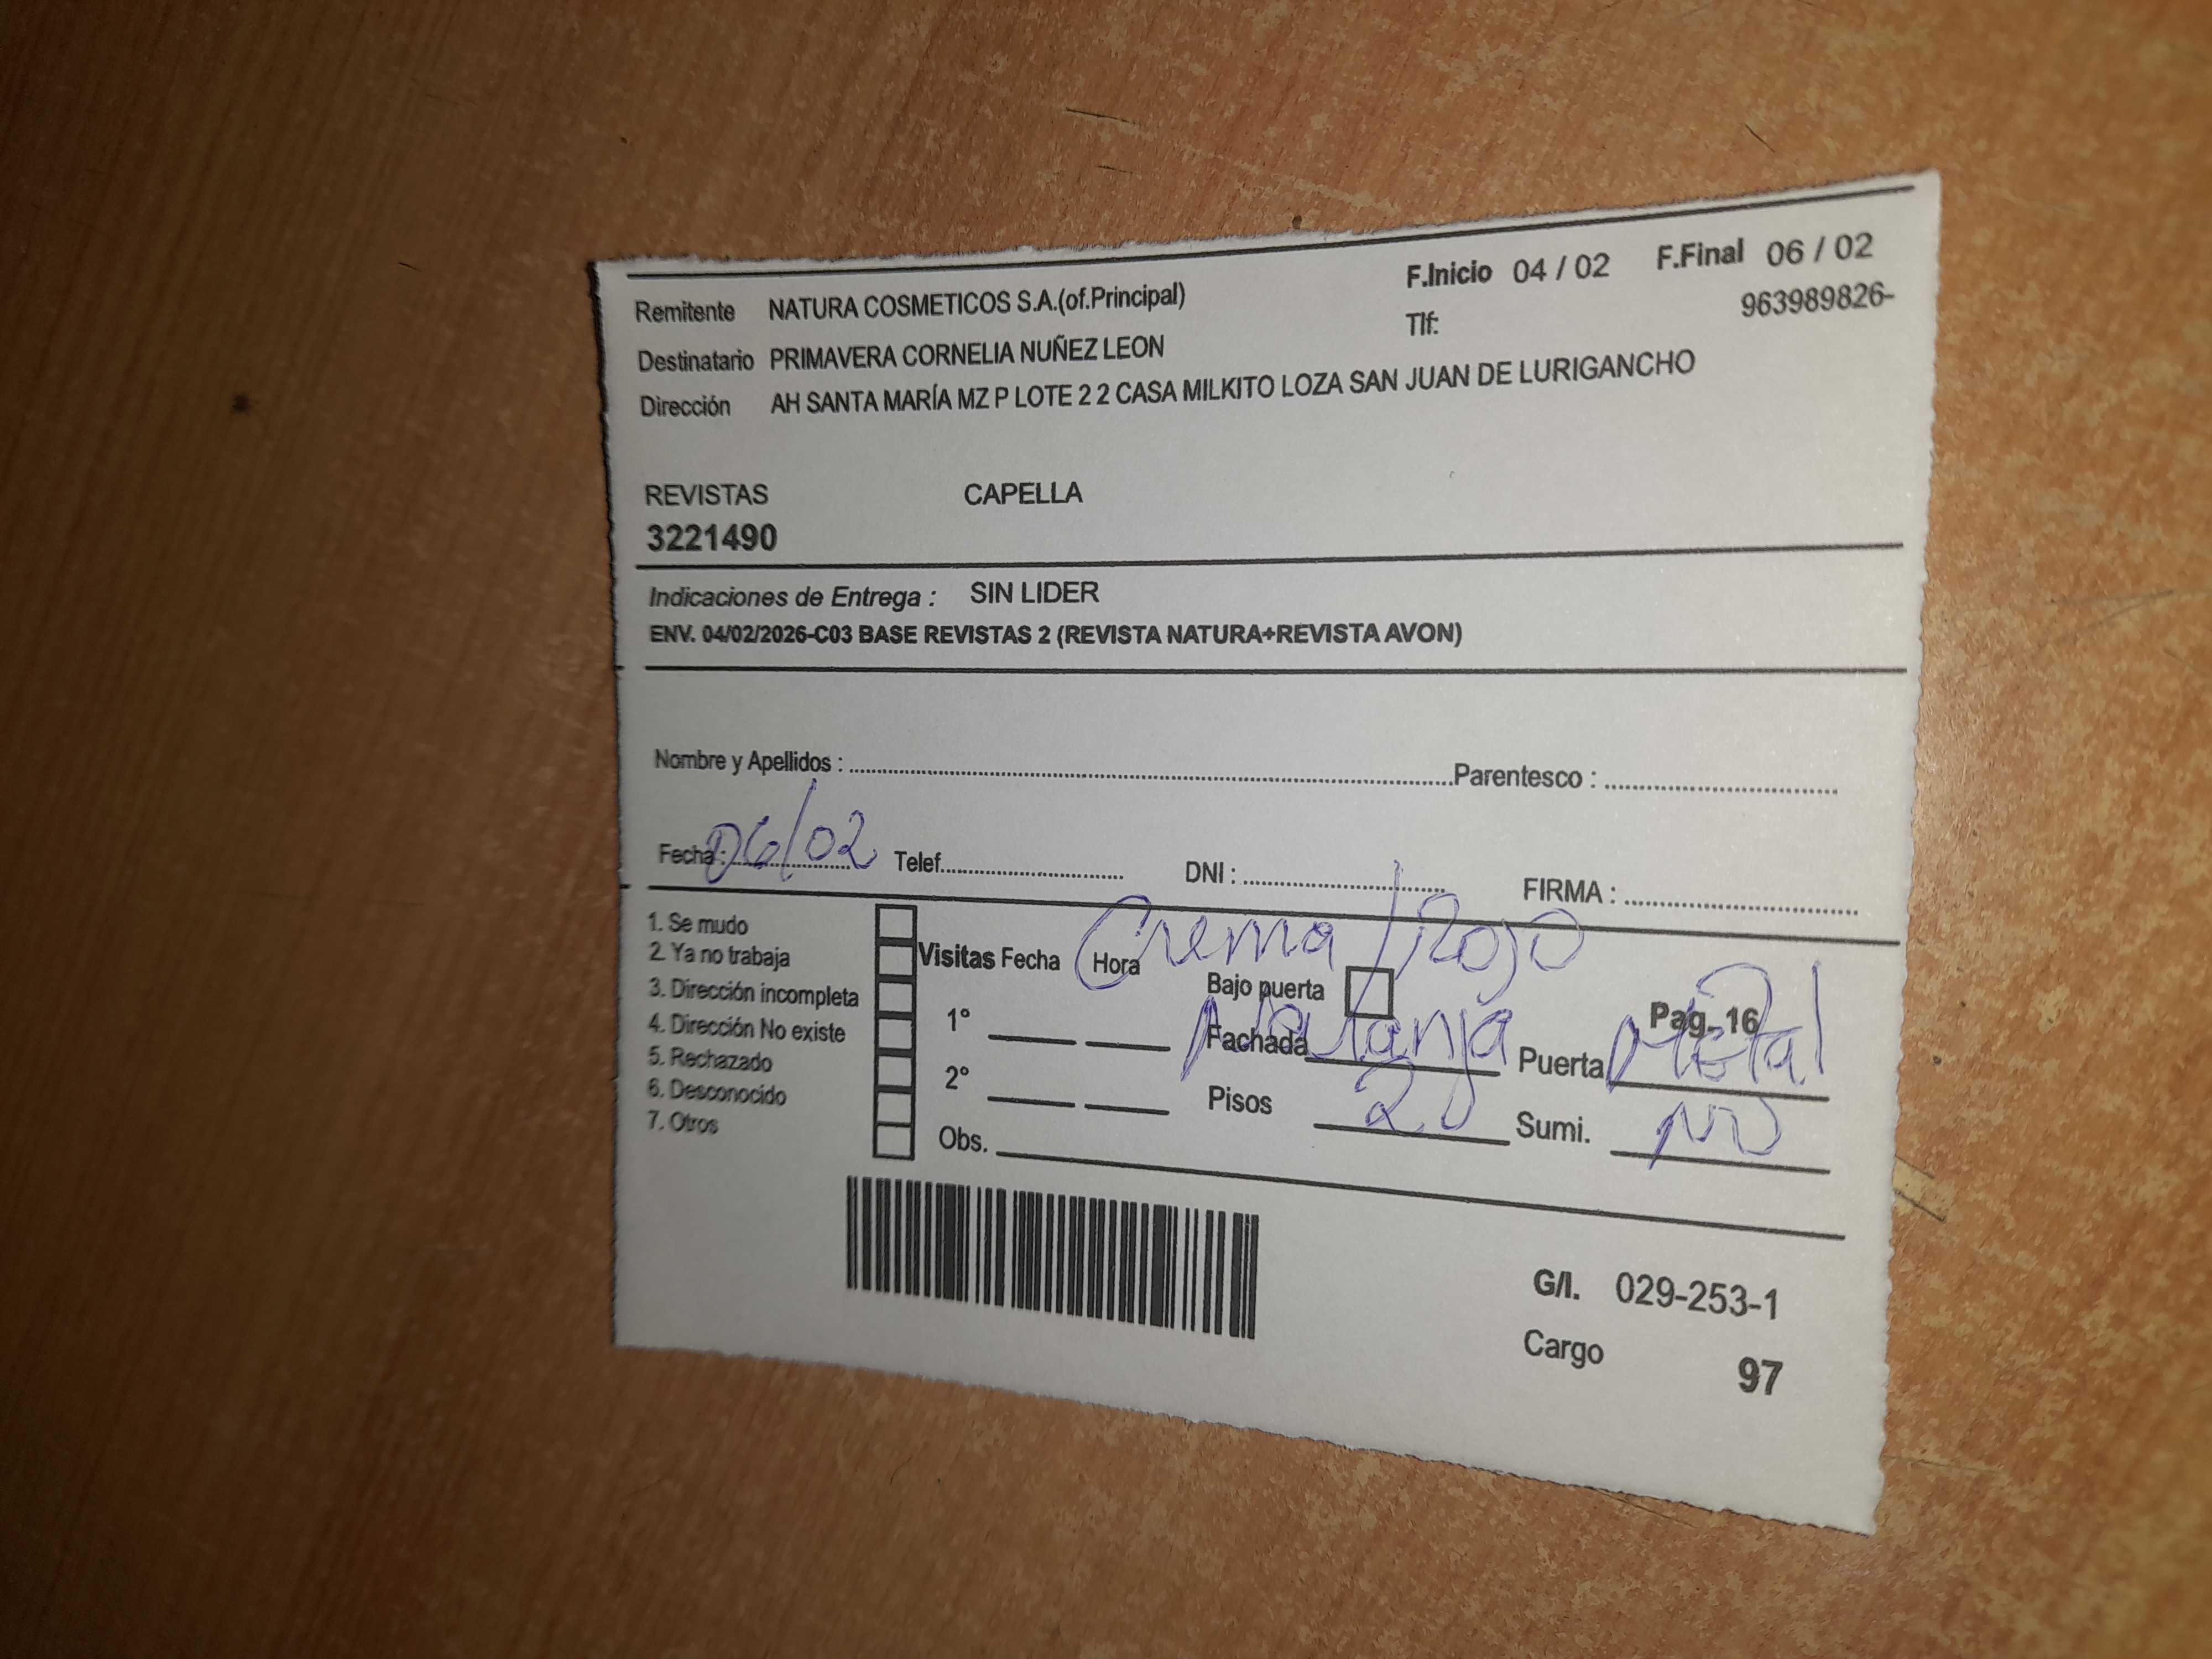 F.Inicio 04 / 02 F.Final 06 / 02
Remitente NATURA COSMETICOS S.A.(of.Principal) Tlf: 963989826-
Destinatario PRIMAVERA CORNELIA NUÑEZ LEON
Dirección AH SANTA MARÍA MZ P LOTE 2 2 CASA MILKITO LOZA SAN JUAN DE LURIGANCHO
REVISTAS CAPELLA
3221490
Indicaciones de Entrega : SIN LIDER
ENV. 04/02/2026-C03 BASE REVISTAS 2 (REVISTA NATURA+REVISTA AVON)
Nombre y Apellidos : Parentesco :
Fecha : 06/02 Telef. DNI : FIRMA :
Crema / Rojo
1. Se mudo
2. Ya no trabaja Visitas Fecha Hora
3. Dirección incompleta Bajo puerta Pag. 16
4. Dirección No existe 1° Fachada Naranja Puerta Metal
5. Rechazado
6. Desconocido 2° Pisos 2 Sumi. NO
7. Otros Obs.
G/I. 029-253-1
Cargo 97